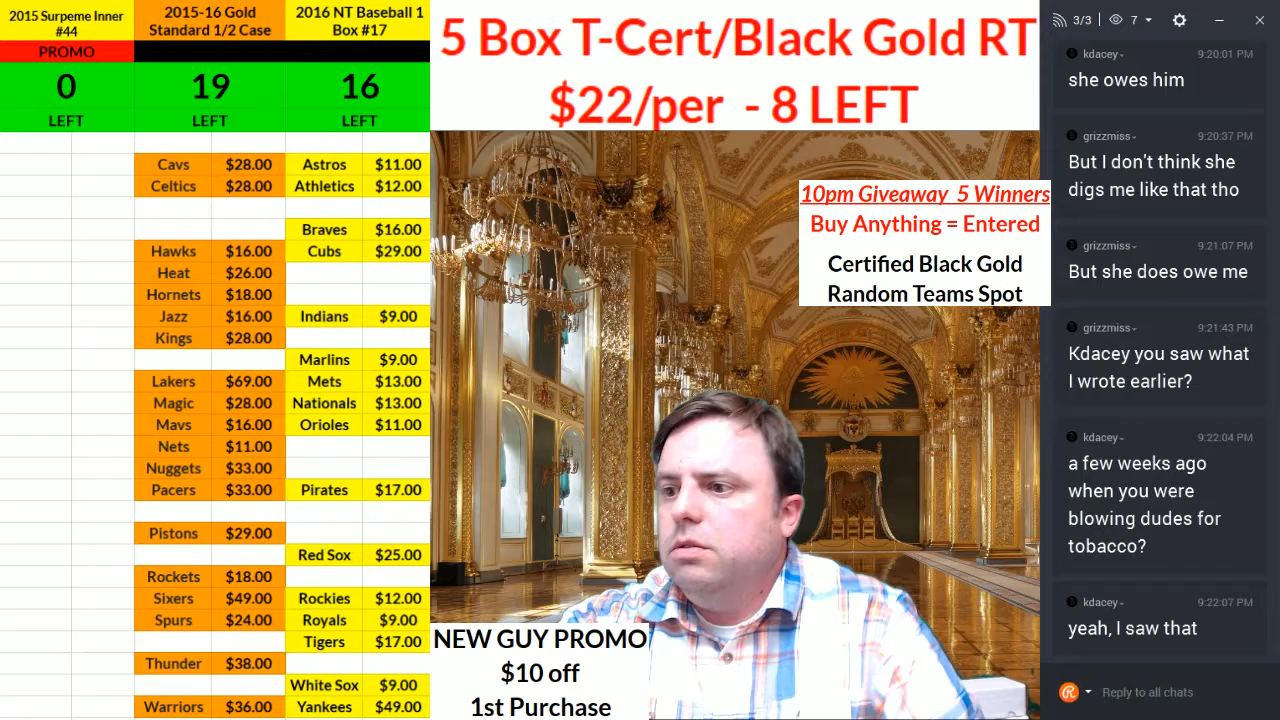 2015 Surpeme Inner
#44
PROMO
0
LEFT
2015-16 Gold
Standard 1/2 Case
19
LEFT
2016 NT Baseball 1
Box #17
16
LEFT
Cavs $28.00
Celtics $28.00
Hawks $16.00
Heat $26.00
Hornets $18.00
Jazz $16.00
Kings $28.00
Lakers $69.00
Magic $28.00
Mavs $16.00
Nets $11.00
Nuggets $33.00
Pacers $33.00
Pistons $29.00
Rockets $18.00
Sixers $49.00
Spurs $24.00
Thunder $38.00
Warriors $36.00
Astros $11.00
Athletics $12.00
Braves $16.00
Cubs $29.00
Indians $9.00
Marlins $9.00
Mets $13.00
Nationals $13.00
Orioles $11.00
Pirates $17.00
Red Sox $25.00
Rockies $12.00
Royals $9.00
Tigers $17.00
White Sox $9.00
Yankees $49.00
5 Box T-Cert/Black Gold RT
$22/per - 8 LEFT
10pm Giveaway 5 Winners
Buy Anything = Entered
Certified Black Gold
Random Teams Spot
NEW GUY PROMO
$10 off
1st Purchase
3/3 7
kdacey 9:20:01 PM
she owes him
grizzmiss 9:20:37 PM
But I don't think she
digs me like that tho
grizzmiss 9:21:07 PM
But she does owe me
grizzmiss 9:21:43 PM
Kdacey you saw what
I wrote earlier?
kdacey 9:22:04 PM
a few weeks ago
when you were
blowing dudes for
tobacco?
kdacey 9:22:07 PM
yeah, I saw that
Reply to all chats